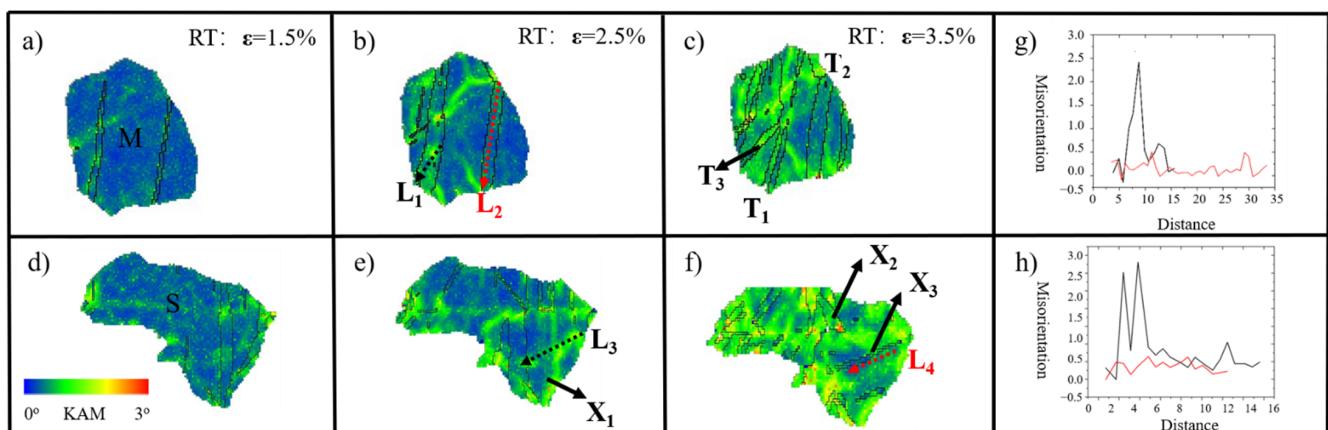 a)
RT: ε=1.5%
M
b)
RT: ε=2.5%
L1
L2
c)
RT: ε=3.5%
T2
T3
T1
g)
Misorientation
3.0
2.5
2.0
1.5
1.0
0.5
0.0
−0.5
0 5 10 15 20 25 30 35
Distance
d)
S
0º KAM 3º
e)
L3
X1
f)
X2
X3
L4
h)
Misorientation
3.0
2.5
2.0
1.5
1.0
0.5
0.0
−0.5
0 2 4 6 8 10 12 14 16
Distance